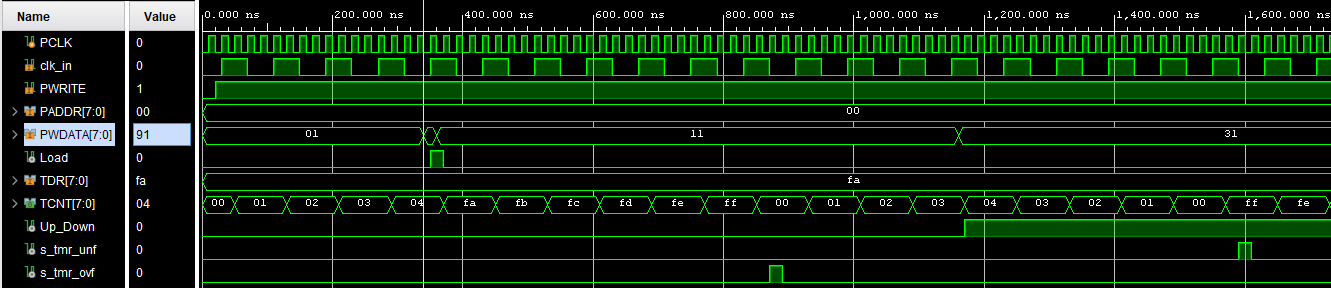 Name Value 0.000 ns 200.000 ns 400.000 ns 600.000 ns 800.000 ns 1,000.000 ns 1,200.000 ns 1,400.000 ns 1,600.000 ns
PCLK 0
clk_in 0
PWRITE 1
PADDR[7:0] 00 00
PWDATA[7:0] 91 01 11 31
Load 0
TDR[7:0] fa fa
TCNT[7:0] 04 00 01 02 03 04 fa fb fc fd fe ff 00 01 02 03 04 03 02 01 00 ff fe
Up_Down 0
s_tmr_unf 0
s_tmr_ovf 0